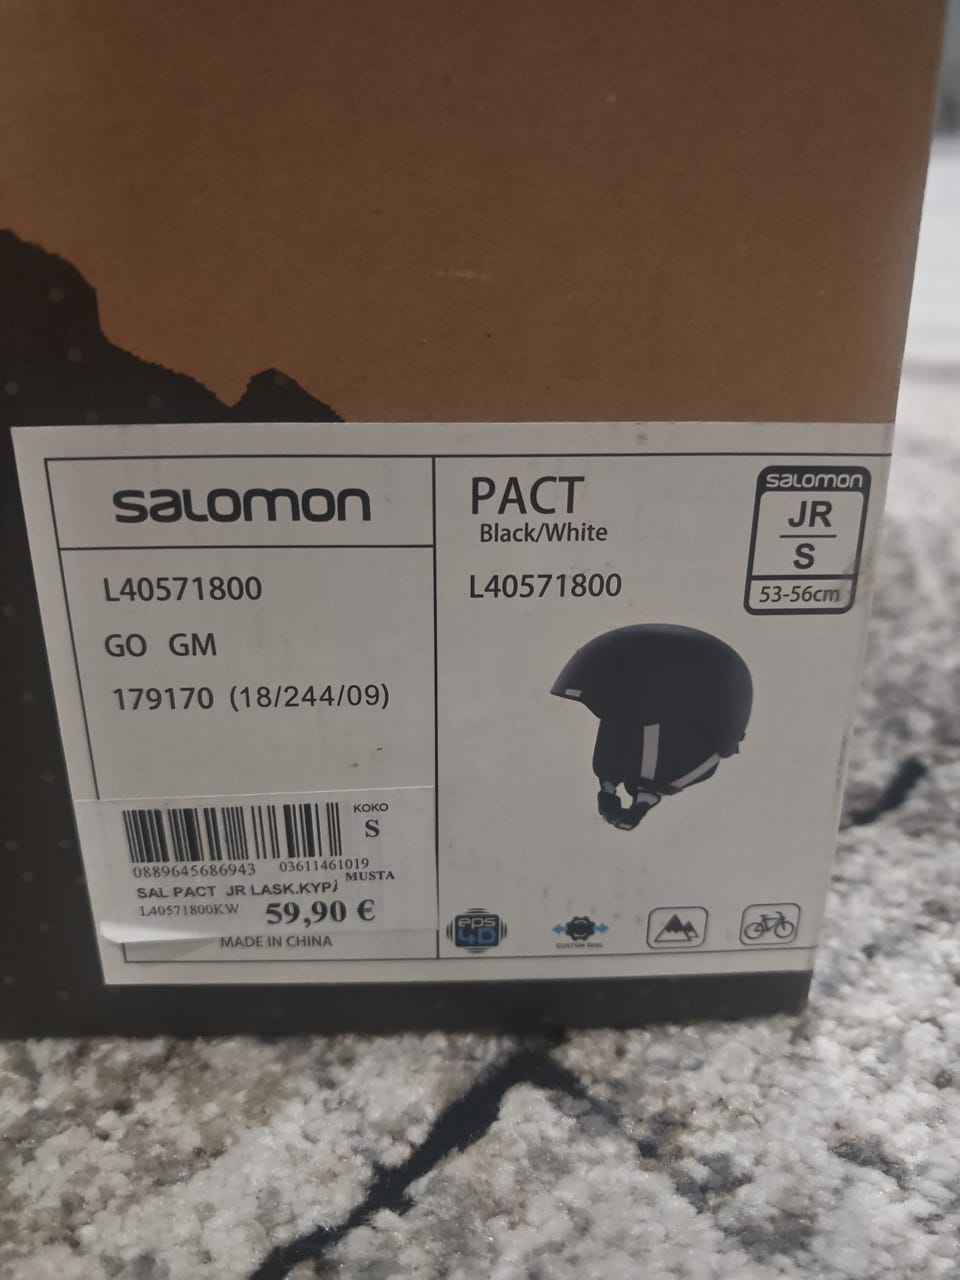 salomon
L40571800
GO GM
179170 (18/244/09)
KOKO
S
0889645686943 03611461019
MUSTA
SAL PACT JR LASK.KYP
L40571800KW 59,90 €
MADE IN CHINA
PACT
Black/White
L40571800
salomon
JR
S
53-56cm
eps
4D
CUSTOM DIAL